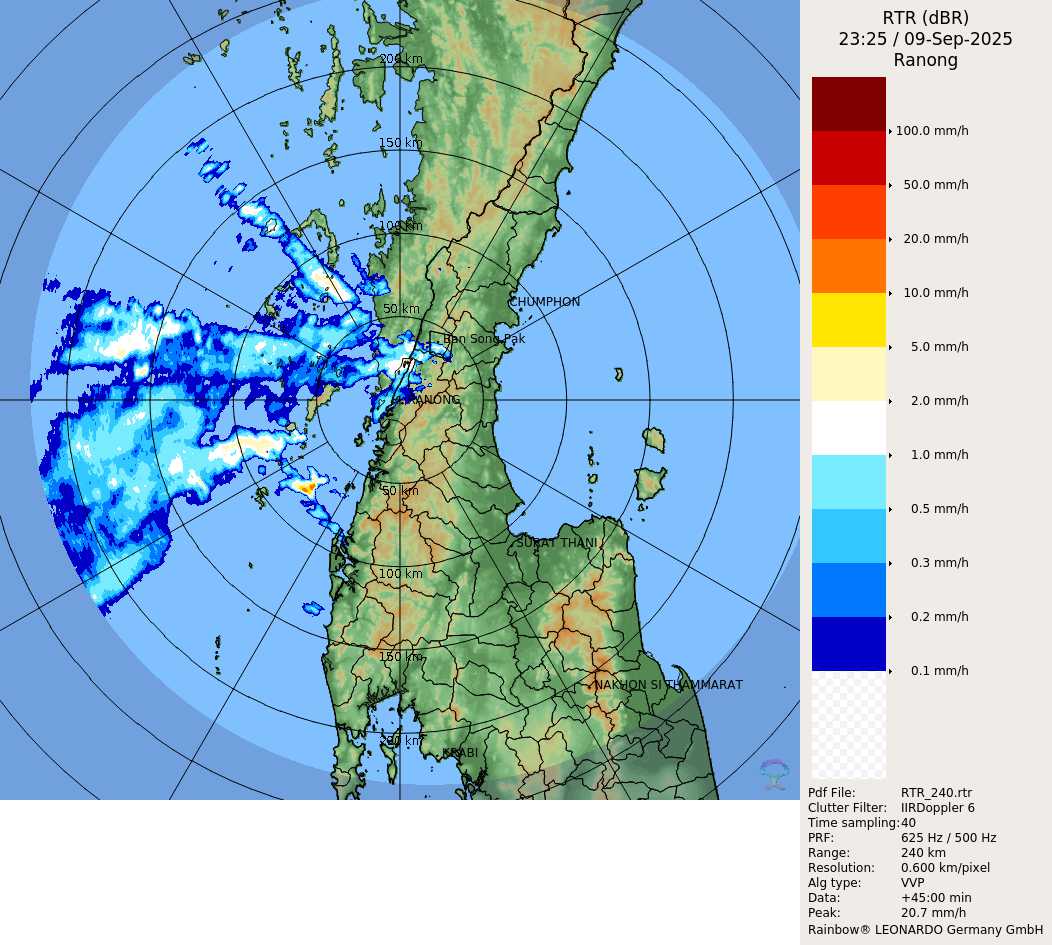 RTR (dBR)
23:25 / 09-Sep-2025
Ranong
100.0 mm/h
50.0 mm/h
20.0 mm/h
10.0 mm/h
5.0 mm/h
2.0 mm/h
1.0 mm/h
0.5 mm/h
0.3 mm/h
0.2 mm/h
0.1 mm/h
Pdf File: RTR_240.rtr
Clutter Filter: IIRDoppler 6
Time sampling: 40
PRF: 625 Hz / 500 Hz
Range: 240 km
Resolution: 0.600 km/pixel
Alg type: VVP
Data: +45:00 min
Peak: 20.7 mm/h
Rainbow® LEONARDO Germany GmbH
200 km
150 km
100 km
CHUMPHON
50 km
Ban Song Pak
RANONG
50 km
SURAT THANI
100 km
150 km
NAKHON SI THAMMARAT
200 km
KRABI